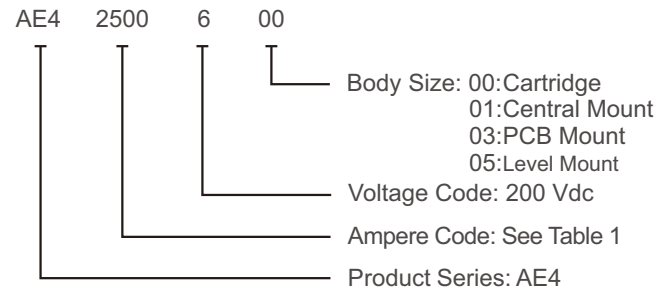 AE4 2500 6 00
Body Size: 00:Cartridge
01:Central Mount
03:PCB Mount
05:Level Mount
Voltage Code: 200 Vdc
Ampere Code: See Table 1
Product Series: AE4